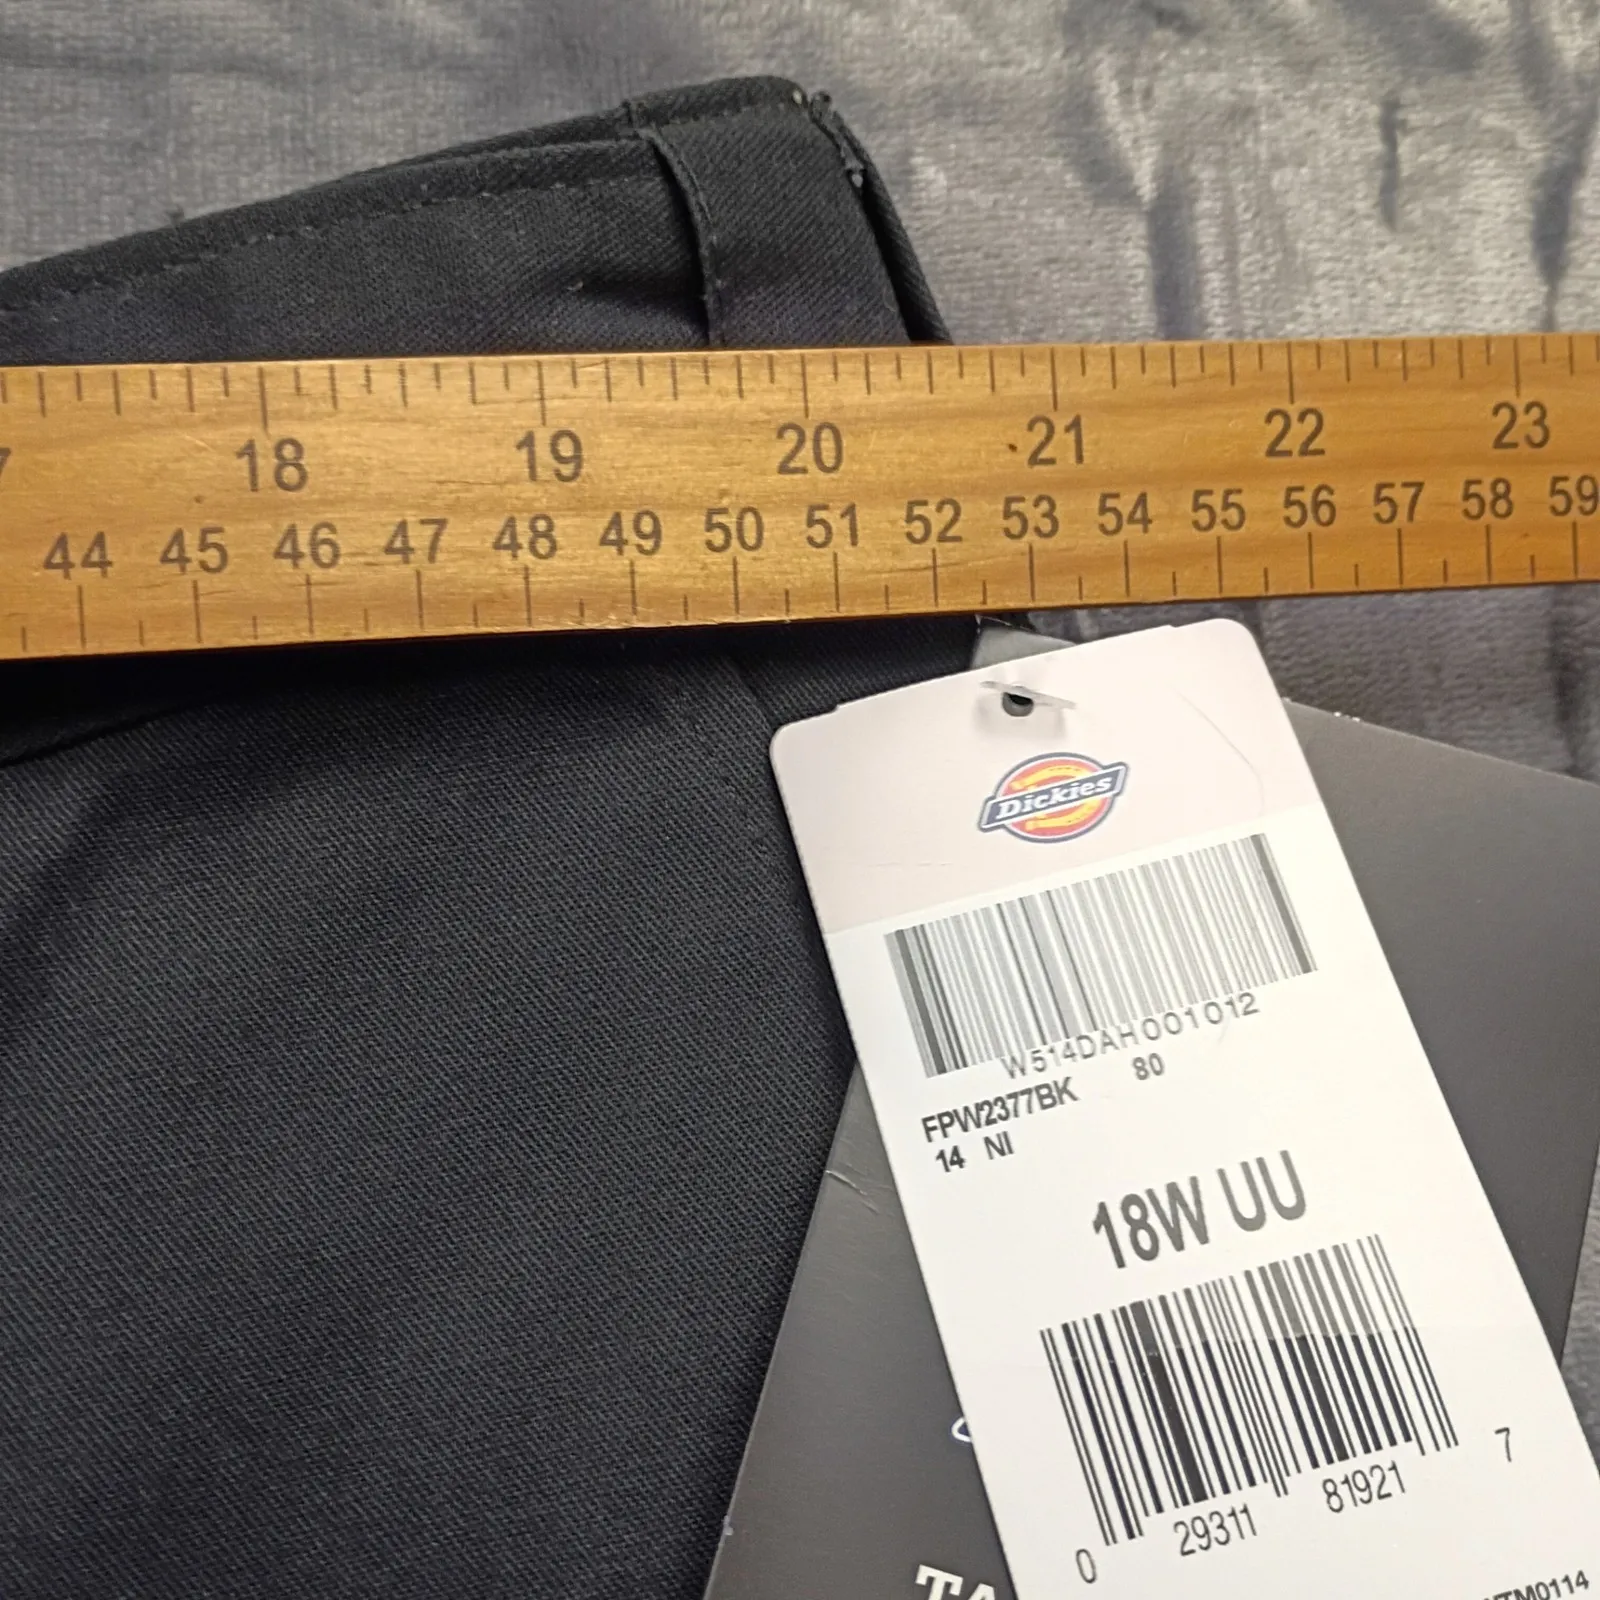 18 19 20 21 22 23
44 45 46 47 48 49 50 51 52 53 54 55 56 57 58 59
Dickies
W514DAH001012
FPW2377BK 80
14 NI
18W UU
0 29311 81921 7
TM0114